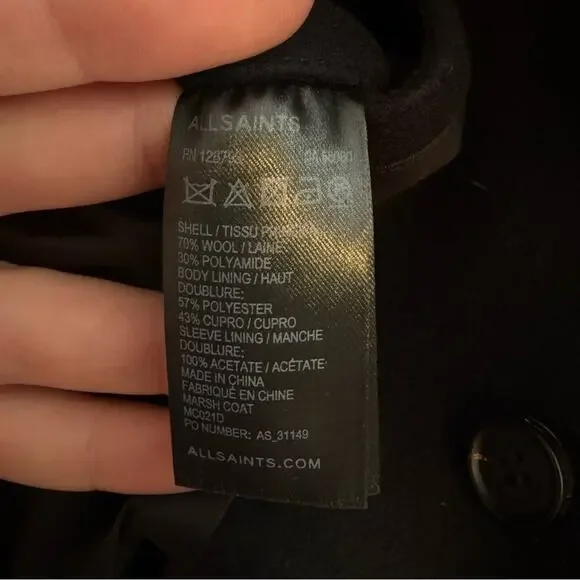 ALLSAINTS
RN
SHELL / TISSU
70% WOOL / LAINE
30% POLYAMIDE
BODY LINING / HAUT
DOUBLURE:
57% POLYESTER
43% CUPRO / CUPRO
SLEEVE LINING / MANCHE
DOUBLURE:
100% ACETATE / ACÉTATE
MADE IN CHINA
FABRIQUÉ EN CHINE
MARSH COAT
MC021D
PO NUMBER: AS_31149
ALLSAINTS.COM